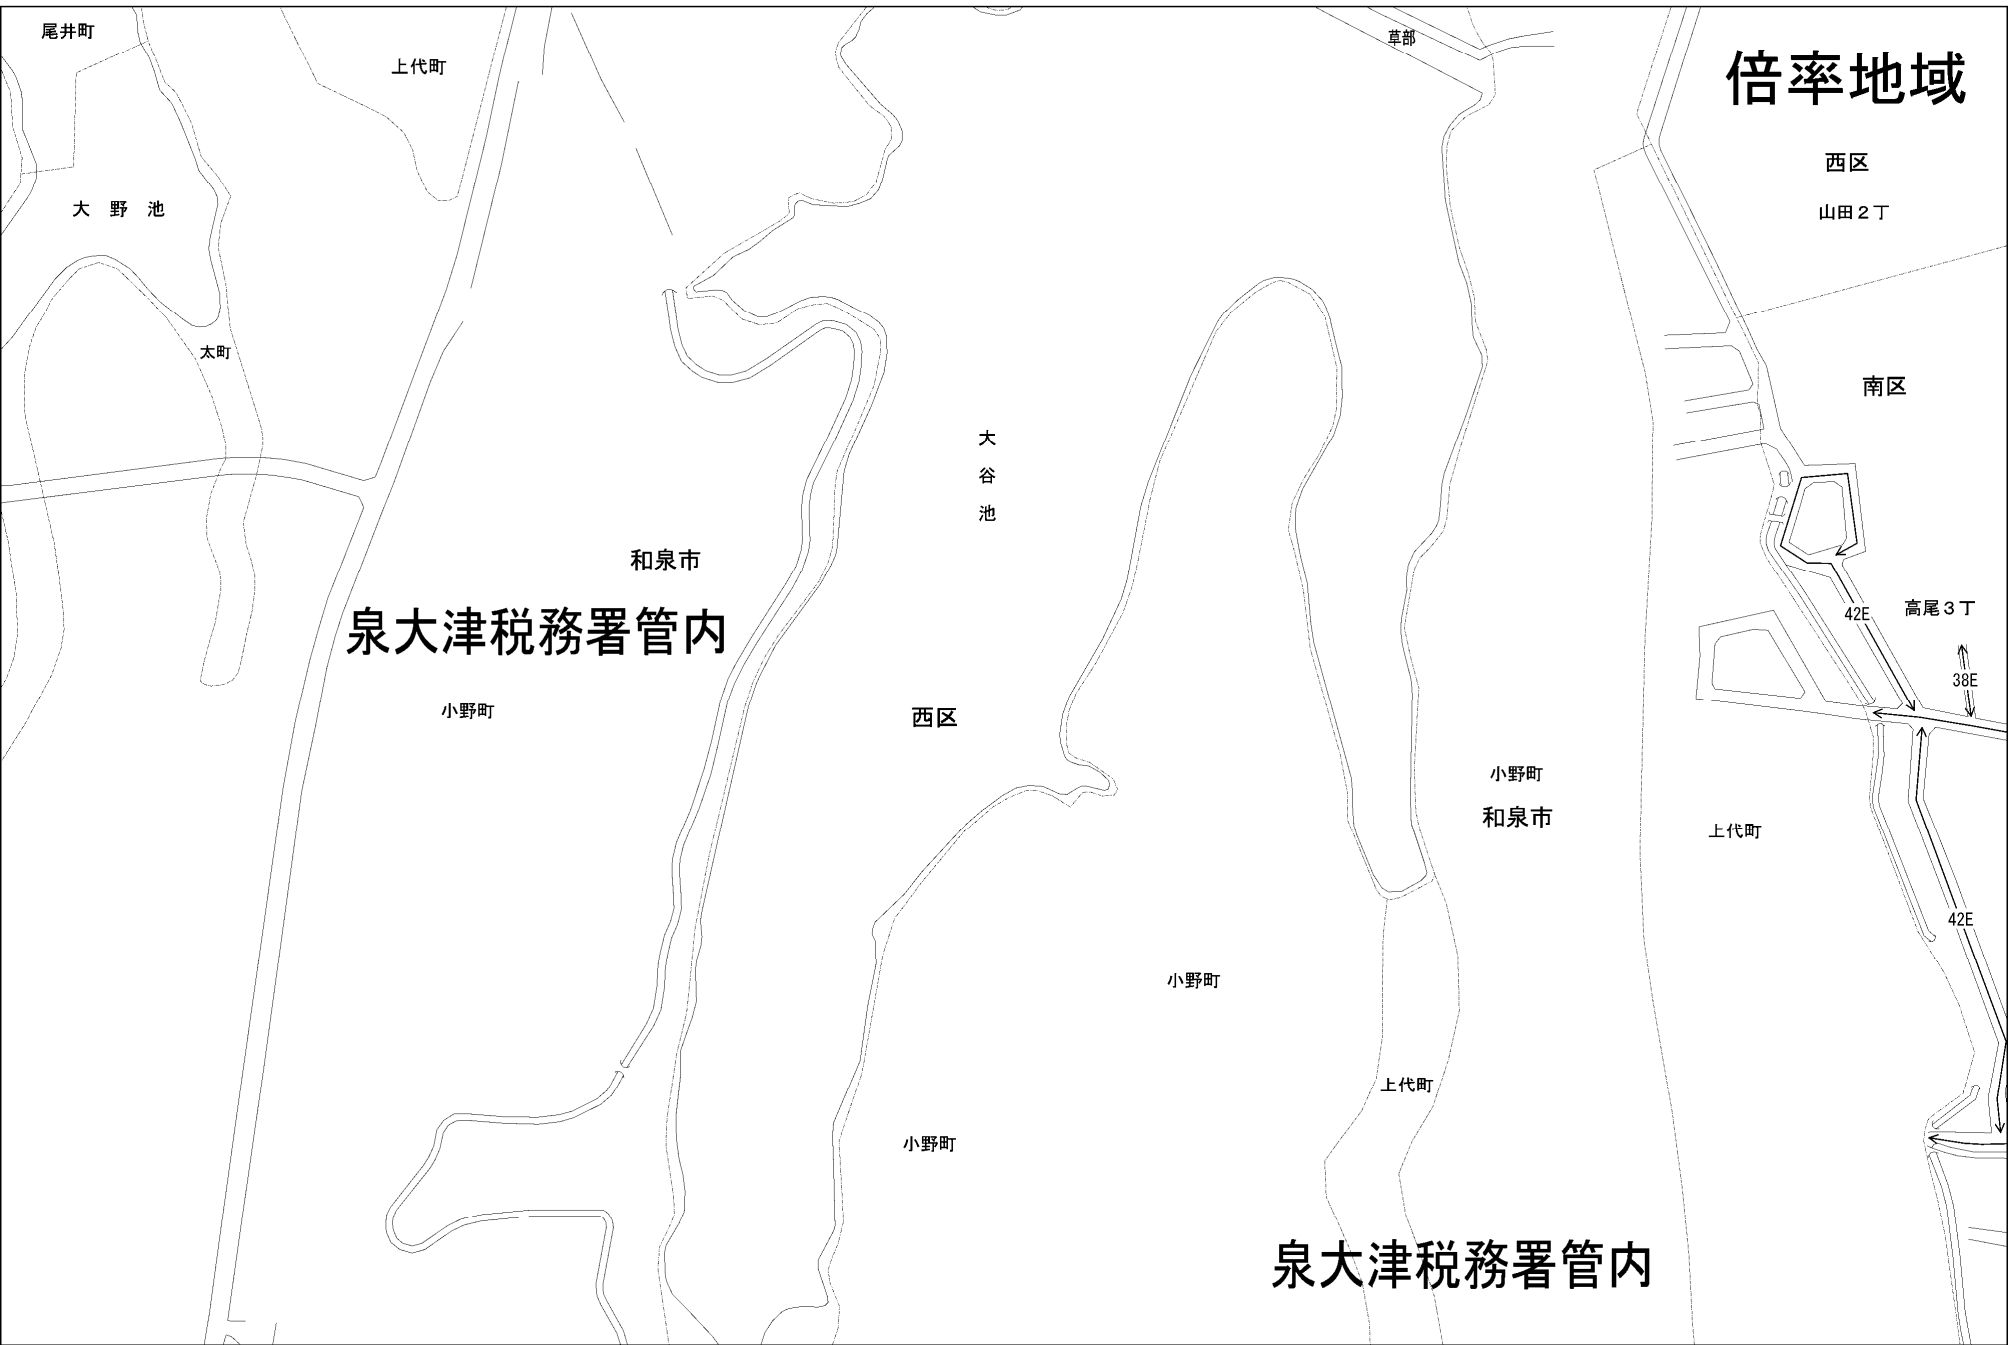 尾井町
上代町
草部
倍率地域
西区
山田2丁
大　野　池
太町
南区
大谷池
和泉市
泉大津税務署管内
小野町
高尾3丁
42E
38E
西区
小野町
和泉市
上代町
42E
小野町
上代町
小野町
泉大津税務署管内